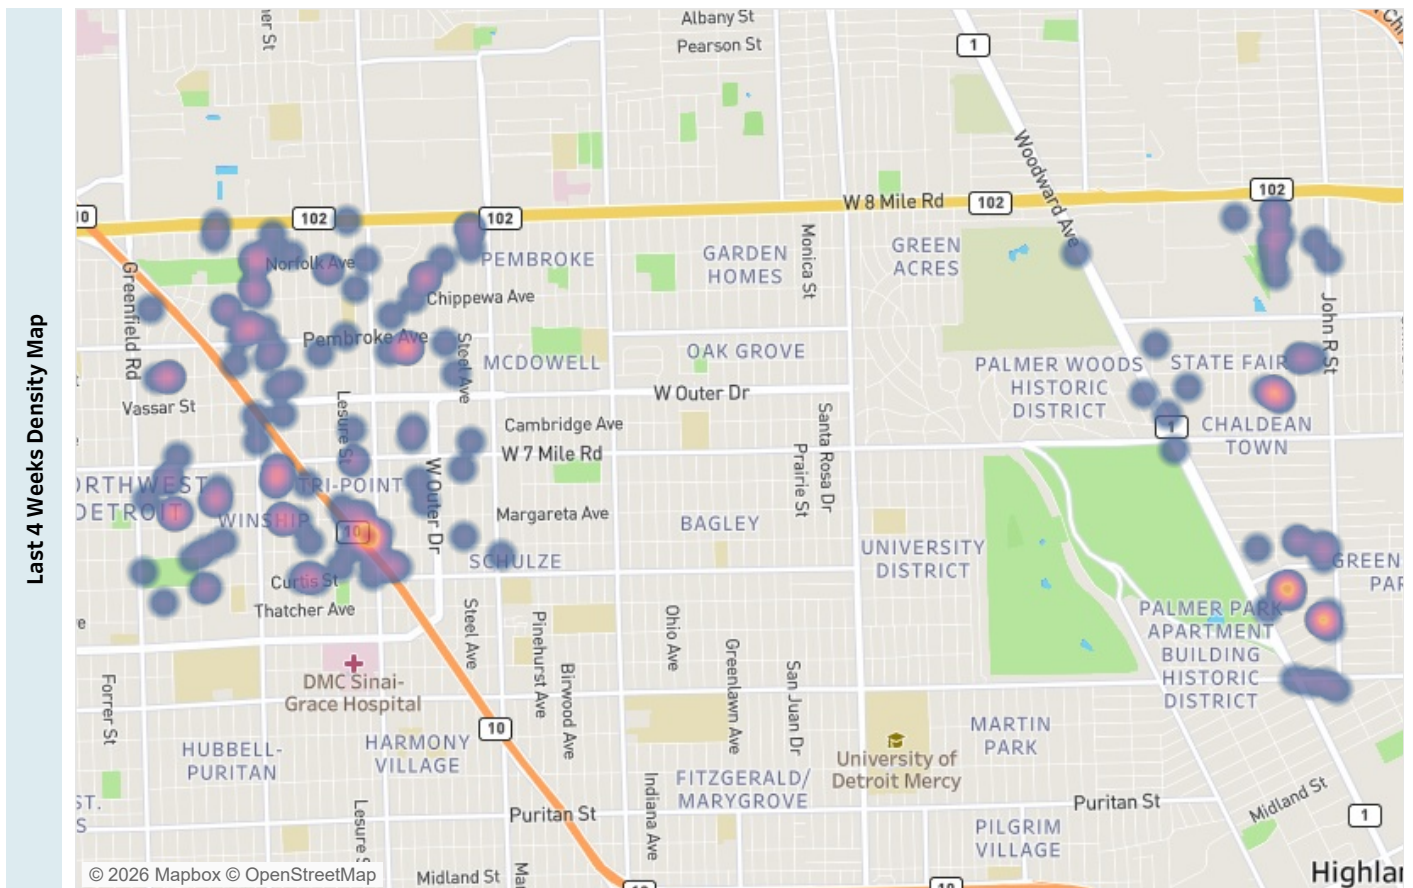 Last 4 Weeks Density Map
Albany St
Pearson St
1
Woodward Ave
10
102
102
W 8 Mile Rd
102
102
Norfolk Ave
PEMBROKE
GARDEN
HOMES
Monica St
GREEN
ACRES
Greenfield Rd
Chippewa Ave
John R St
Pembroke Ave
Steel Ave
MCDOWELL
OAK GROVE
PALMER WOODS
HISTORIC
DISTRICT
STATE FAIR
Vassar St
Lesure St
W Outer Dr
Cambridge Ave
W 7 Mile Rd
Santa Rosa Dr
Prairie St
1
CHALDEAN
TOWN
ORTHWEST
DETROIT
TRI-POINT
W Outer Dr
WINSHIP
10
Margareta Ave
BAGLEY
SCHULZE
UNIVERSITY
DISTRICT
GREEN
PAR
Curtis St
Thatcher Ave
PALMER PARK
APARTMENT
BUILDING
HISTORIC
DISTRICT
Steel Ave
Pinehurst Ave
Birwood Ave
Ohio Ave
Greenlawn Ave
San Juan Dr
DMC Sinai-
Grace Hospital
Forrer St
10
HUBBELL-
PURITAN
HARMONY
VILLAGE
MARTIN
PARK
University of
Detroit Mercy
FITZGERALD/
MARYGROVE
Indiana Ave
ST.
S
Lesure S
Puritan St
Puritan St
Midland St
1
PILGRIM
VILLAGE
Highlan
Midland St
© 2026 Mapbox © OpenStreetMap